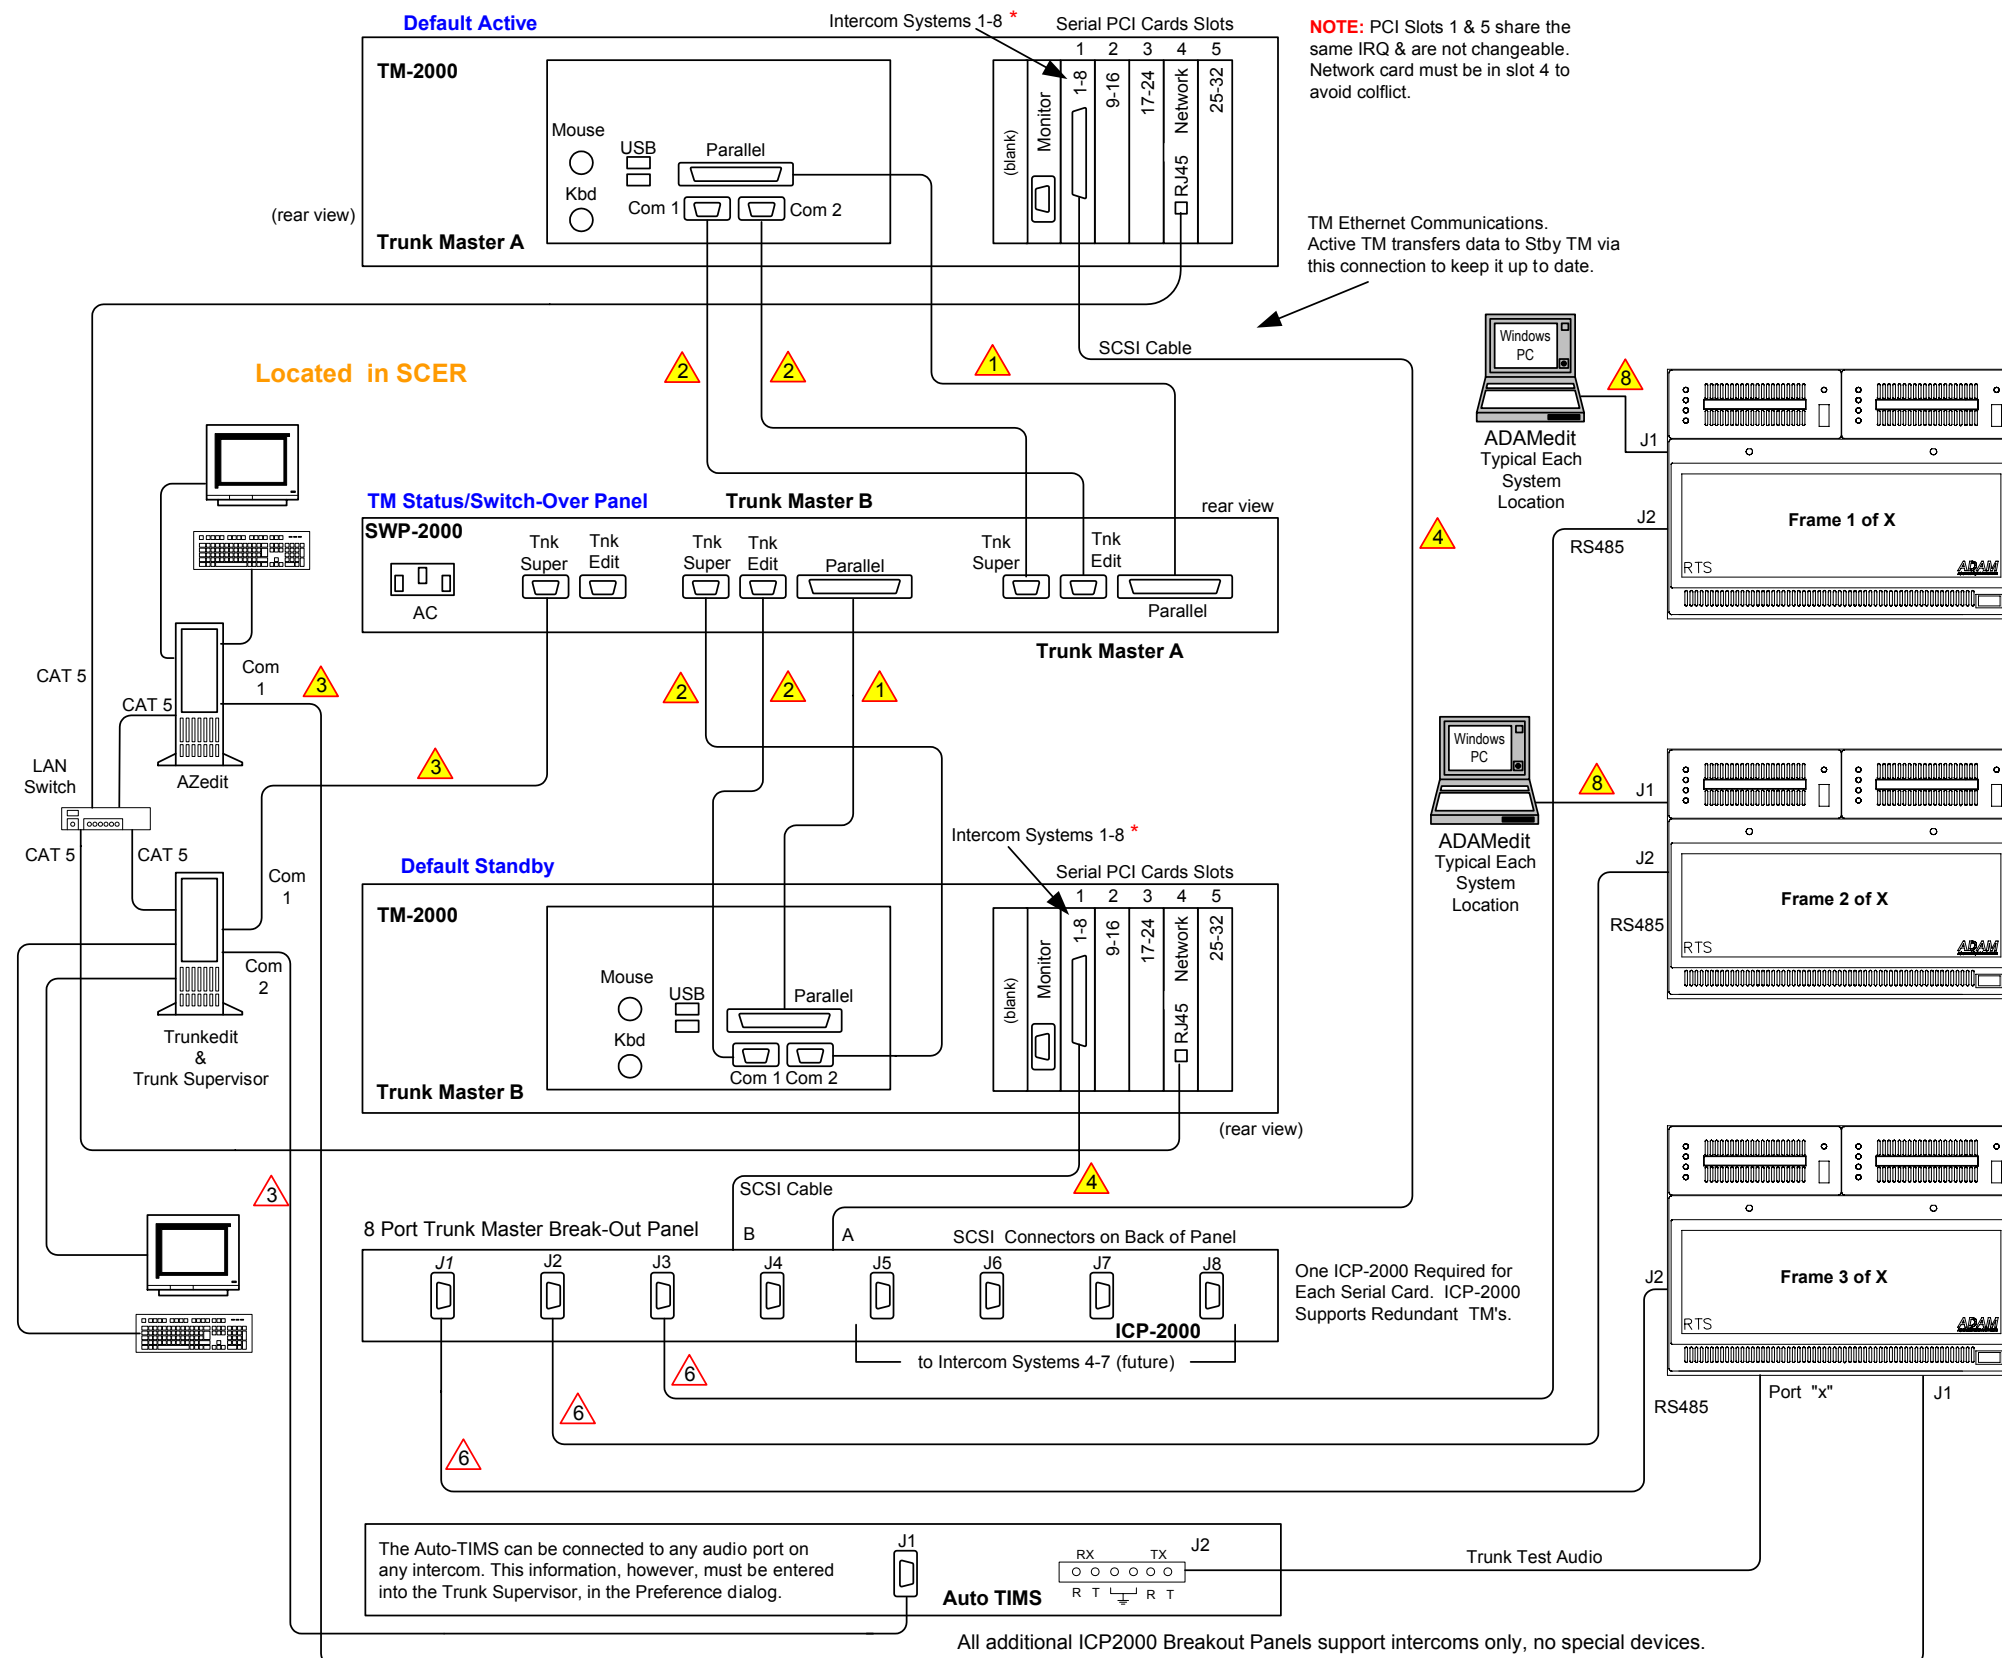 Default Active
Intercom Systems 1-8 *
Serial PCI Cards Slots
1 2 3 4 5
NOTE: PCI Slots 1 & 5 share the
same IRQ & are not changeable.
Network card must be in slot 4 to
avoid colflict.
TM-2000
Mouse
USB
Parallel
Kbd
Com 1
Com 2
(blank)
Monitor
1-8
9-16
17-24
RJ45 Network
25-32
(rear view)
Trunk Master A
TM Ethernet Communications.
Active TM transfers data to Stby TM via
this connection to keep it up to date.
SCSI Cable
2
2
1
Located in SCER
Windows
PC
8
ADAMedit
Typical Each
System
Location
J1
J2
RS485
Frame 1 of X
RTS
ADAM
4
TM Status/Switch-Over Panel
Trunk Master B
rear view
SWP-2000
AC
Tnk
Super
Tnk
Edit
Tnk
Super
Tnk
Edit
Parallel
Tnk
Super
Tnk
Edit
Parallel
Trunk Master A
CAT 5
CAT 5
Com
1
3
2
2
1
3
AZedit
LAN
Switch
CAT 5
CAT 5
Com
1
Com
2
Trunkedit
&
Trunk Supervisor
Windows
PC
8
ADAMedit
Typical Each
System
Location
J1
J2
RS485
Frame 2 of X
RTS
ADAM
Default Standby
Intercom Systems 1-8 *
Serial PCI Cards Slots
1 2 3 4 5
TM-2000
Mouse
USB
Parallel
Kbd
Com 1
Com 2
(blank)
Monitor
1-8
9-16
17-24
RJ45 Network
25-32
Trunk Master B
(rear view)
3
SCSI Cable
4
8 Port Trunk Master Break-Out Panel
B
A
SCSI Connectors on Back of Panel
J1
J2
J3
J4
J5
J6
J7
J8
ICP-2000
to Intercom Systems 4-7 (future)
One ICP-2000 Required for
Each Serial Card. ICP-2000
Supports Redundant TM's.
6
6
6
J2
Frame 3 of X
RTS
ADAM
RS485
Port "x"
J1
The Auto-TIMS can be connected to any audio port on
any intercom. This information, however, must be entered
into the Trunk Supervisor, in the Preference dialog.
J1
Auto TIMS
RX
TX
J2
R T
R T
Trunk Test Audio
All additional ICP2000 Breakout Panels support intercoms only, no special devices.